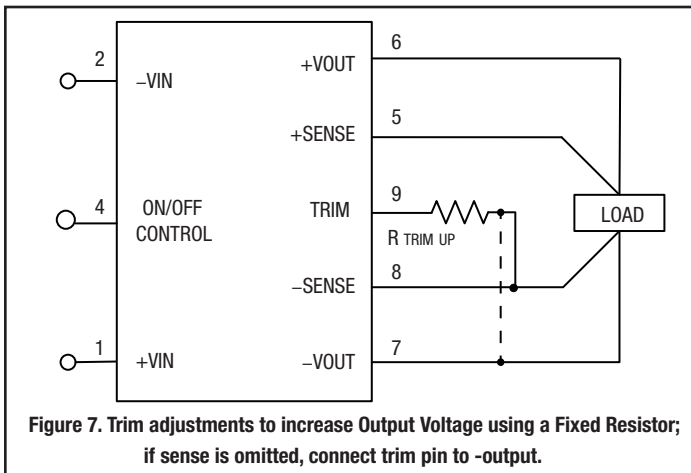 6
2
+VOUT
–VIN
5
+SENSE
9
4
ON/OFF
CONTROL
TRIM
LOAD
R TRIM UP
8
–SENSE
1
7
+VIN
–VOUT
Figure 7. Trim adjustments to increase Output Voltage using a Fixed Resistor;
if sense is omitted, connect trim pin to -output.